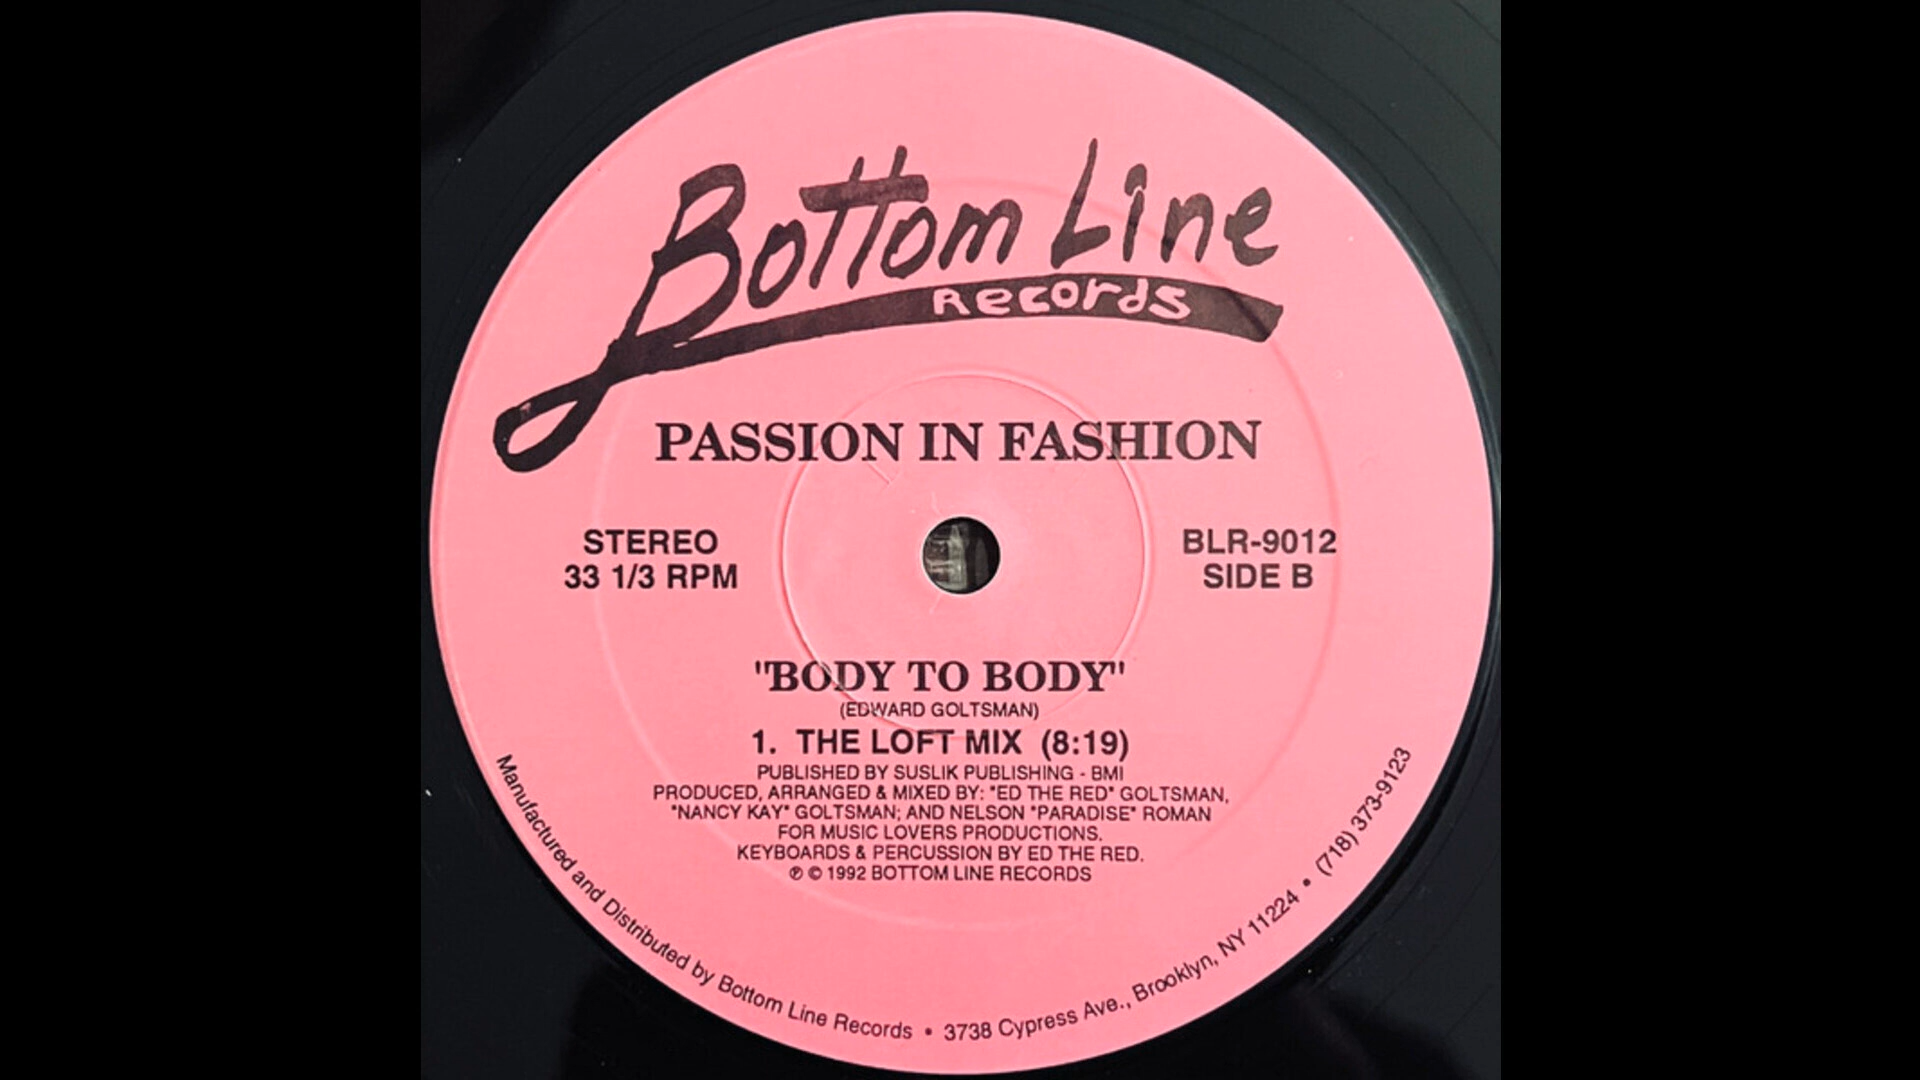 Bottom Line
Records
PASSION IN FASHION
STEREO
33 1/3 RPM
BLR-9012
SIDE B
"BODY TO BODY"
(EDWARD GOLTSMAN)
1. THE LOFT MIX (8:19)
PUBLISHED BY SUSLIK PUBLISHING - BMI
PRODUCED, ARRANGED & MIXED BY: "ED THE RED" GOLTSMAN,
"NANCY KAY" GOLTSMAN; AND NELSON "PARADISE" ROMAN
FOR MUSIC LOVERS PRODUCTIONS.
KEYBOARDS & PERCUSSION BY ED THE RED.
℗ © 1992 BOTTOM LINE RECORDS
Manufactured and Distributed by Bottom Line Records • 3738 Cypress Ave., Brooklyn, NY 11224 • (718) 373-9123